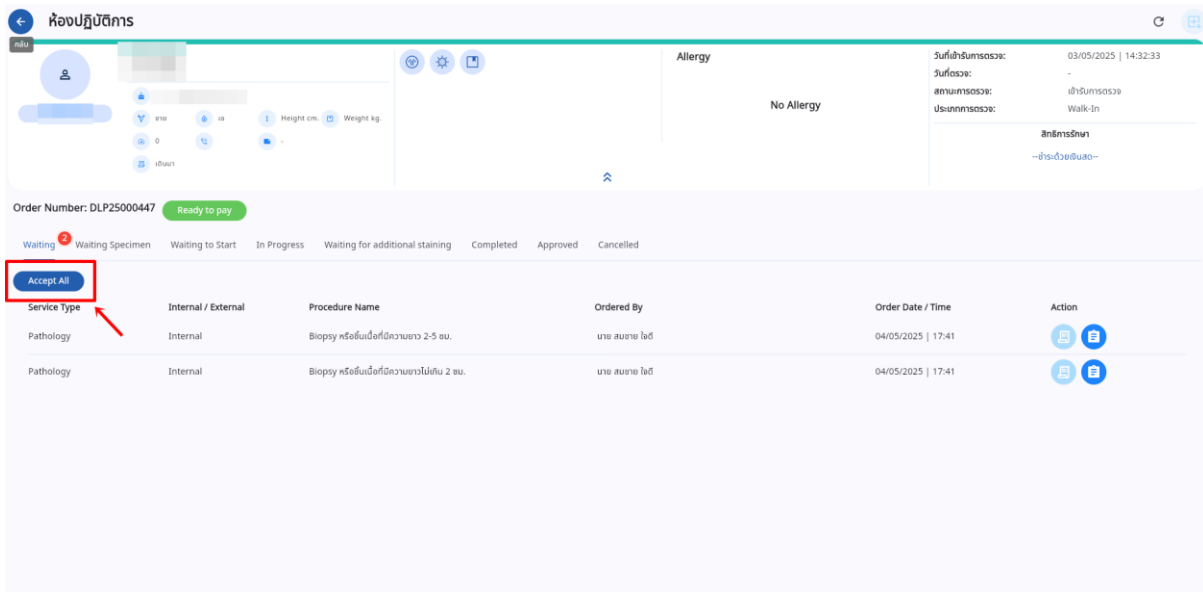 ห้องปฏิบัติการ
กลับ
ชาย
เอ
Height cm.
Weight kg.
0
-
เดินมา
Allergy
No Allergy
วันที่เข้ารับการตรวจ: 03/05/2025 | 14:32:33
วันที่ตรวจ: -
สถานะการตรวจ: เข้ารับการตรวจ
ประเภทการตรวจ: Walk-In
สิทธิการรักษา
--ชำระด้วยเงินสด--
Order Number: DLP25000447 Ready to pay
Waiting 2 Waiting Specimen Waiting to Start In Progress Waiting for additional staining Completed Approved Cancelled
Accept All
Service Type Internal / External Procedure Name Ordered By Order Date / Time Action
Pathology Internal Biopsy หรือชิ้นเนื้อที่มีความยาว 2-5 ซม. นาย สมชาย ใจดี 04/05/2025 | 17:41
Pathology Internal Biopsy หรือชิ้นเนื้อที่มีความยาวไม่เกิน 2 ซม. นาย สมชาย ใจดี 04/05/2025 | 17:41